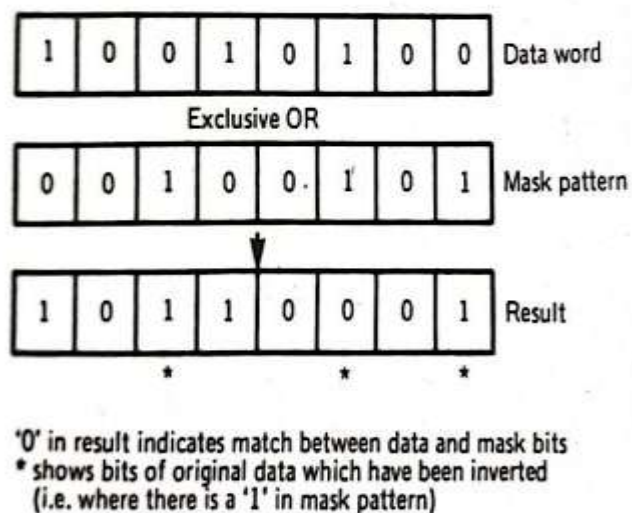 1 0 0 1 0 1 0 0 Data word
Exclusive OR
0 0 1 0 0 1 0 1 Mask pattern
1 0 1 1 0 0 0 1 Result
* * *
'0' in result indicates match between data and mask bits
* shows bits of original data which have been inverted
(i.e. where there is a '1' in mask pattern)